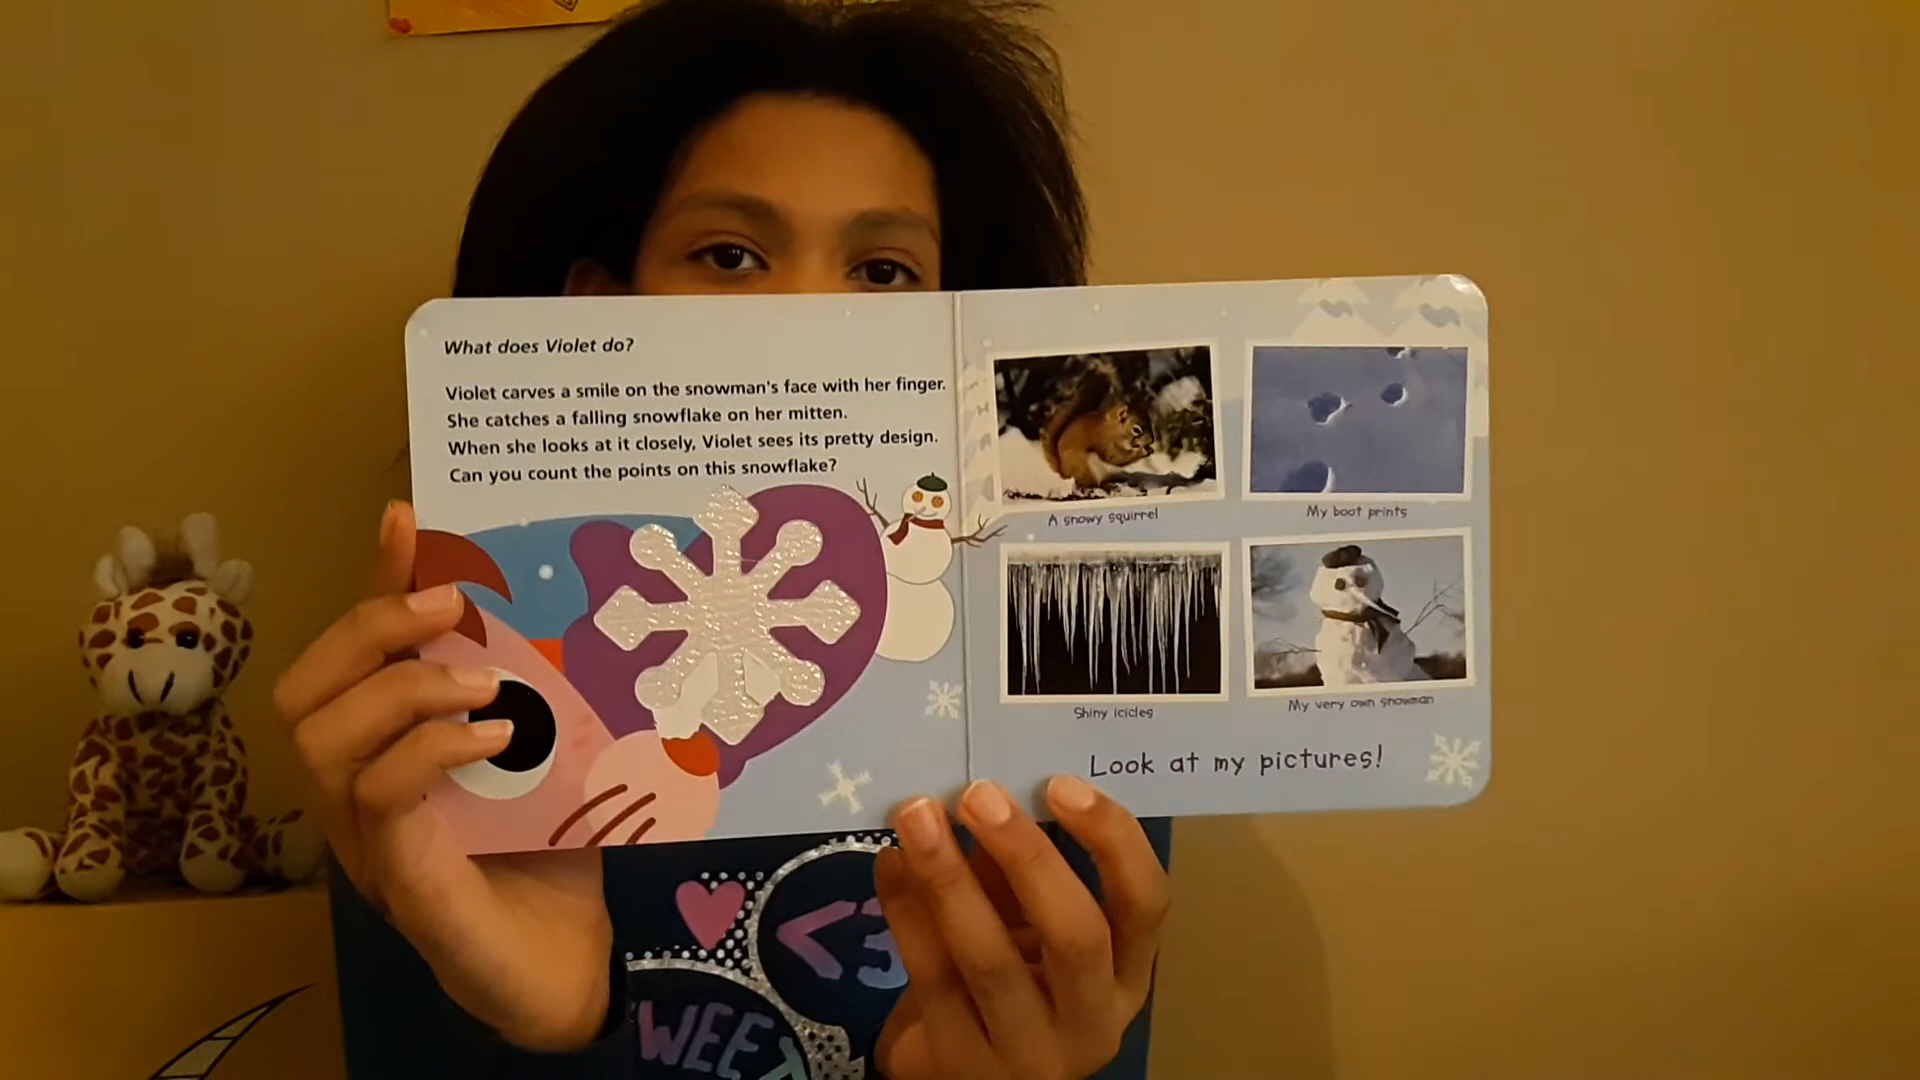 What does Violet do?
Violet carves a smile on the snowman's face with her finger.
She catches a falling snowflake on her mitten.
When she looks at it closely, Violet sees its pretty design.
Can you count the points on this snowflake?
A snowy squirrel
My boot prints
Shiny icicles
My very own snowman
Look at my pictures!
<3
WEET